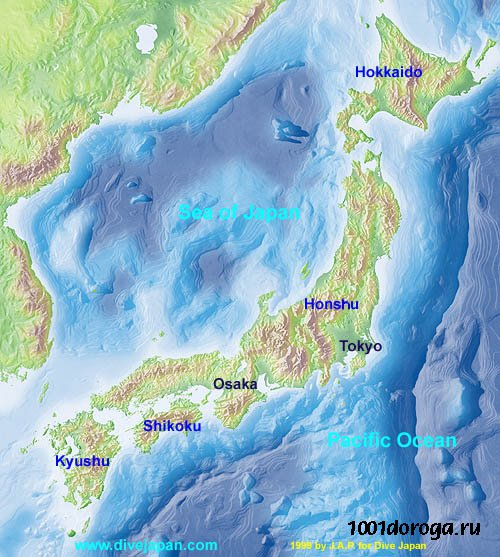 Hokkaido
Sea of Japan
Honshu
Tokyo
Osaka
Shikoku
Pacific Ocean
Kyushu
1001doroga.ru
www.divejapan.com
1996 by J.A.P. for Dive Japan